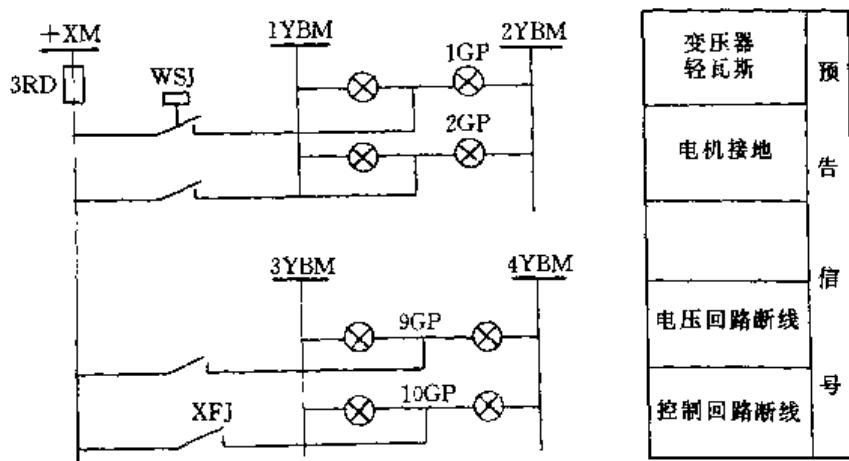 +XM
3RD
WSJ
1YBM
2YBM
1GP
2GP
3YBM
4YBM
9GP
10GP
XFJ
变压器
轻瓦斯
电机接地
电压回路断线
控制回路断线
预
告
信
号